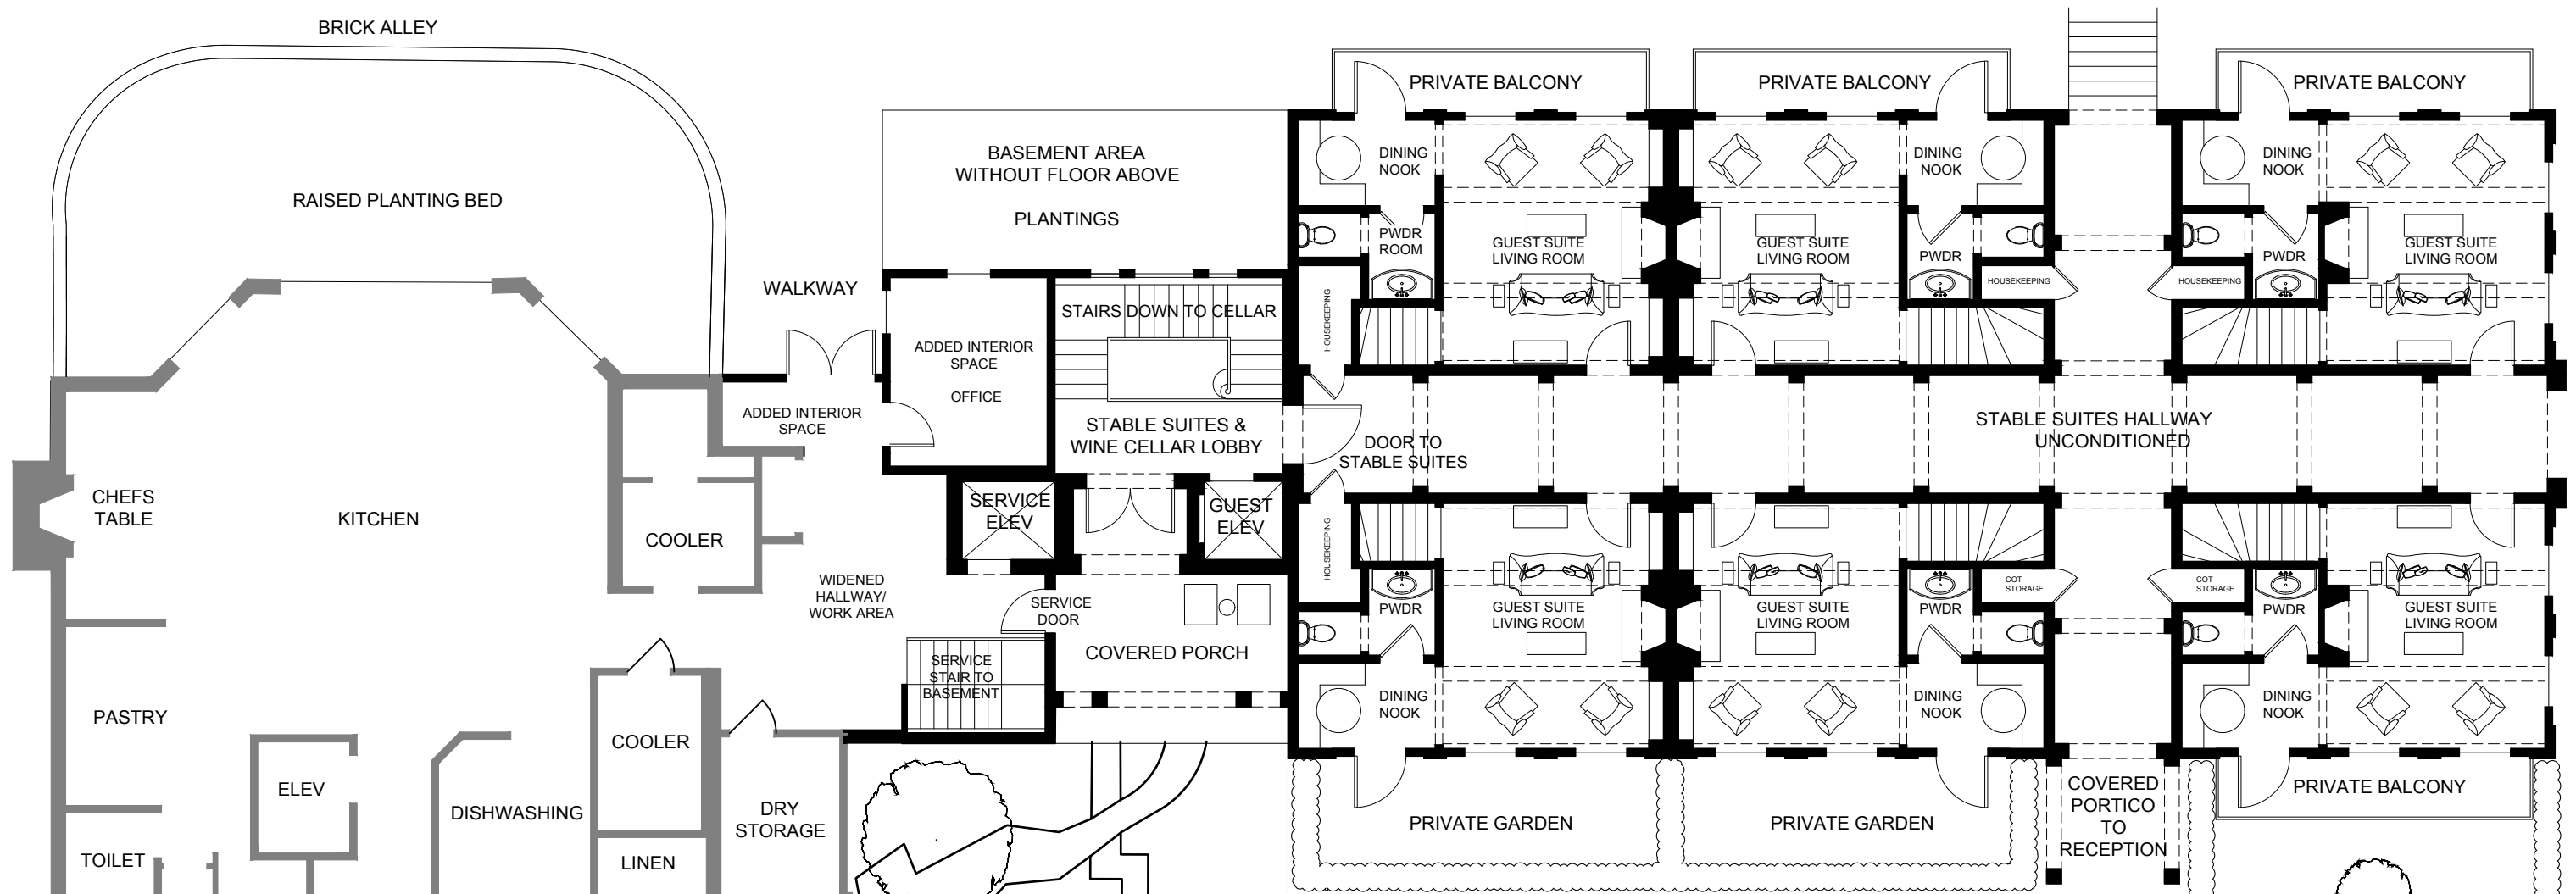 BRICK ALLEY
RAISED PLANTING BED
CHEFS
TABLE
KITCHEN
COOLER
PASTRY
TOILET
ELEV
DISHWASHING
COOLER
LINEN
DRY
STORAGE
WALKWAY
ADDED INTERIOR
SPACE
WIDENED
HALLWAY/
WORK AREA
BASEMENT AREA
WITHOUT FLOOR ABOVE
PLANTINGS
ADDED INTERIOR
SPACE
OFFICE
STAIRS DOWN TO CELLAR
STABLE SUITES &
WINE CELLAR LOBBY
SERVICE
ELEV
GUEST
ELEV
SERVICE
DOOR
COVERED PORCH
SERVICE
STAIR TO
BASEMENT
PRIVATE BALCONY
DINING
NOOK
PWDR
ROOM
GUEST SUITE
LIVING ROOM
HOUSEKEEPING
PRIVATE BALCONY
DINING
NOOK
GUEST SUITE
LIVING ROOM
PWDR
HOUSEKEEPING
PRIVATE BALCONY
DINING
NOOK
GUEST SUITE
LIVING ROOM
PWDR
HOUSEKEEPING
DOOR TO
STABLE SUITES
STABLE SUITES HALLWAY
UNCONDITIONED
HOUSEKEEPING
PWDR
GUEST SUITE
LIVING ROOM
DINING
NOOK
PRIVATE GARDEN
GUEST SUITE
LIVING ROOM
PWDR
COT
STORAGE
DINING
NOOK
PRIVATE GARDEN
COVERED
PORTICO
TO
RECEPTION
COT
STORAGE
PWDR
GUEST SUITE
LIVING ROOM
DINING
NOOK
PRIVATE BALCONY